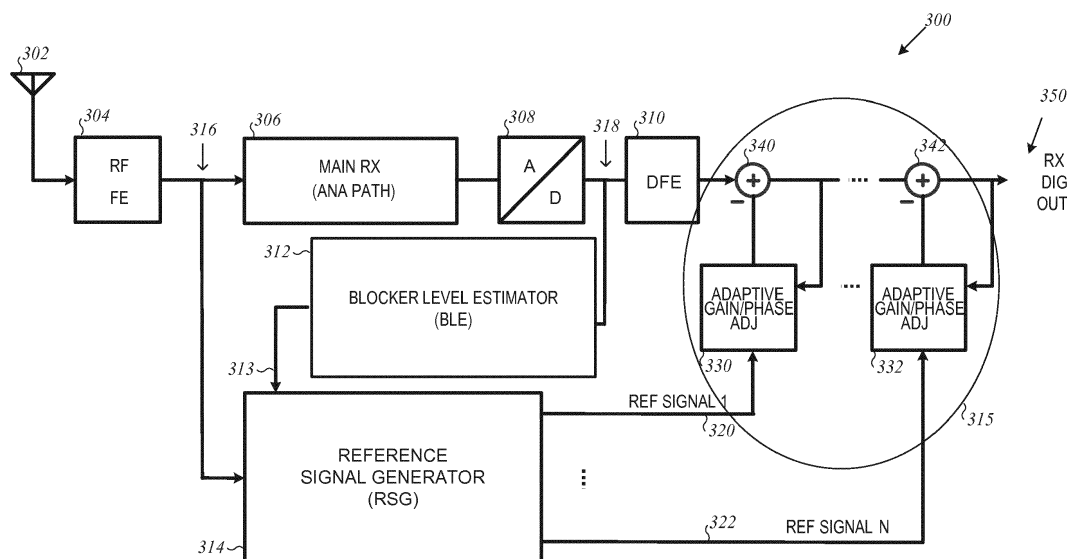 300
302
304
RF
FE
316
306
MAIN RX
(ANA PATH)
308
A
D
318
310
DFE
340
342
350
RX
DIG
OUT
312
BLOCKER LEVEL ESTIMATOR
(BLE)
313
ADAPTIVE
GAIN/PHASE
ADJ
330
ADAPTIVE
GAIN/PHASE
ADJ
332
315
REF SIGNAL 1
320
REFERENCE
SIGNAL GENERATOR
(RSG)
314
322
REF SIGNAL N